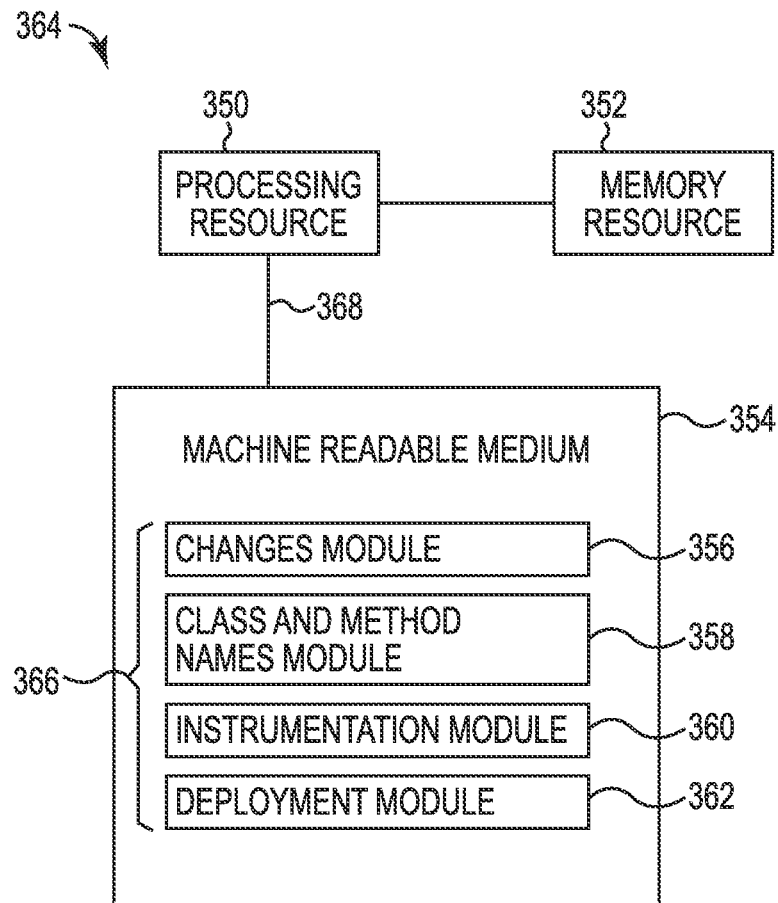 364
350
352
PROCESSING
RESOURCE
MEMORY
RESOURCE
368
354
MACHINE READABLE MEDIUM
CHANGES MODULE
356
CLASS AND METHOD
NAMES MODULE
358
366
INSTRUMENTATION MODULE
360
DEPLOYMENT MODULE
362